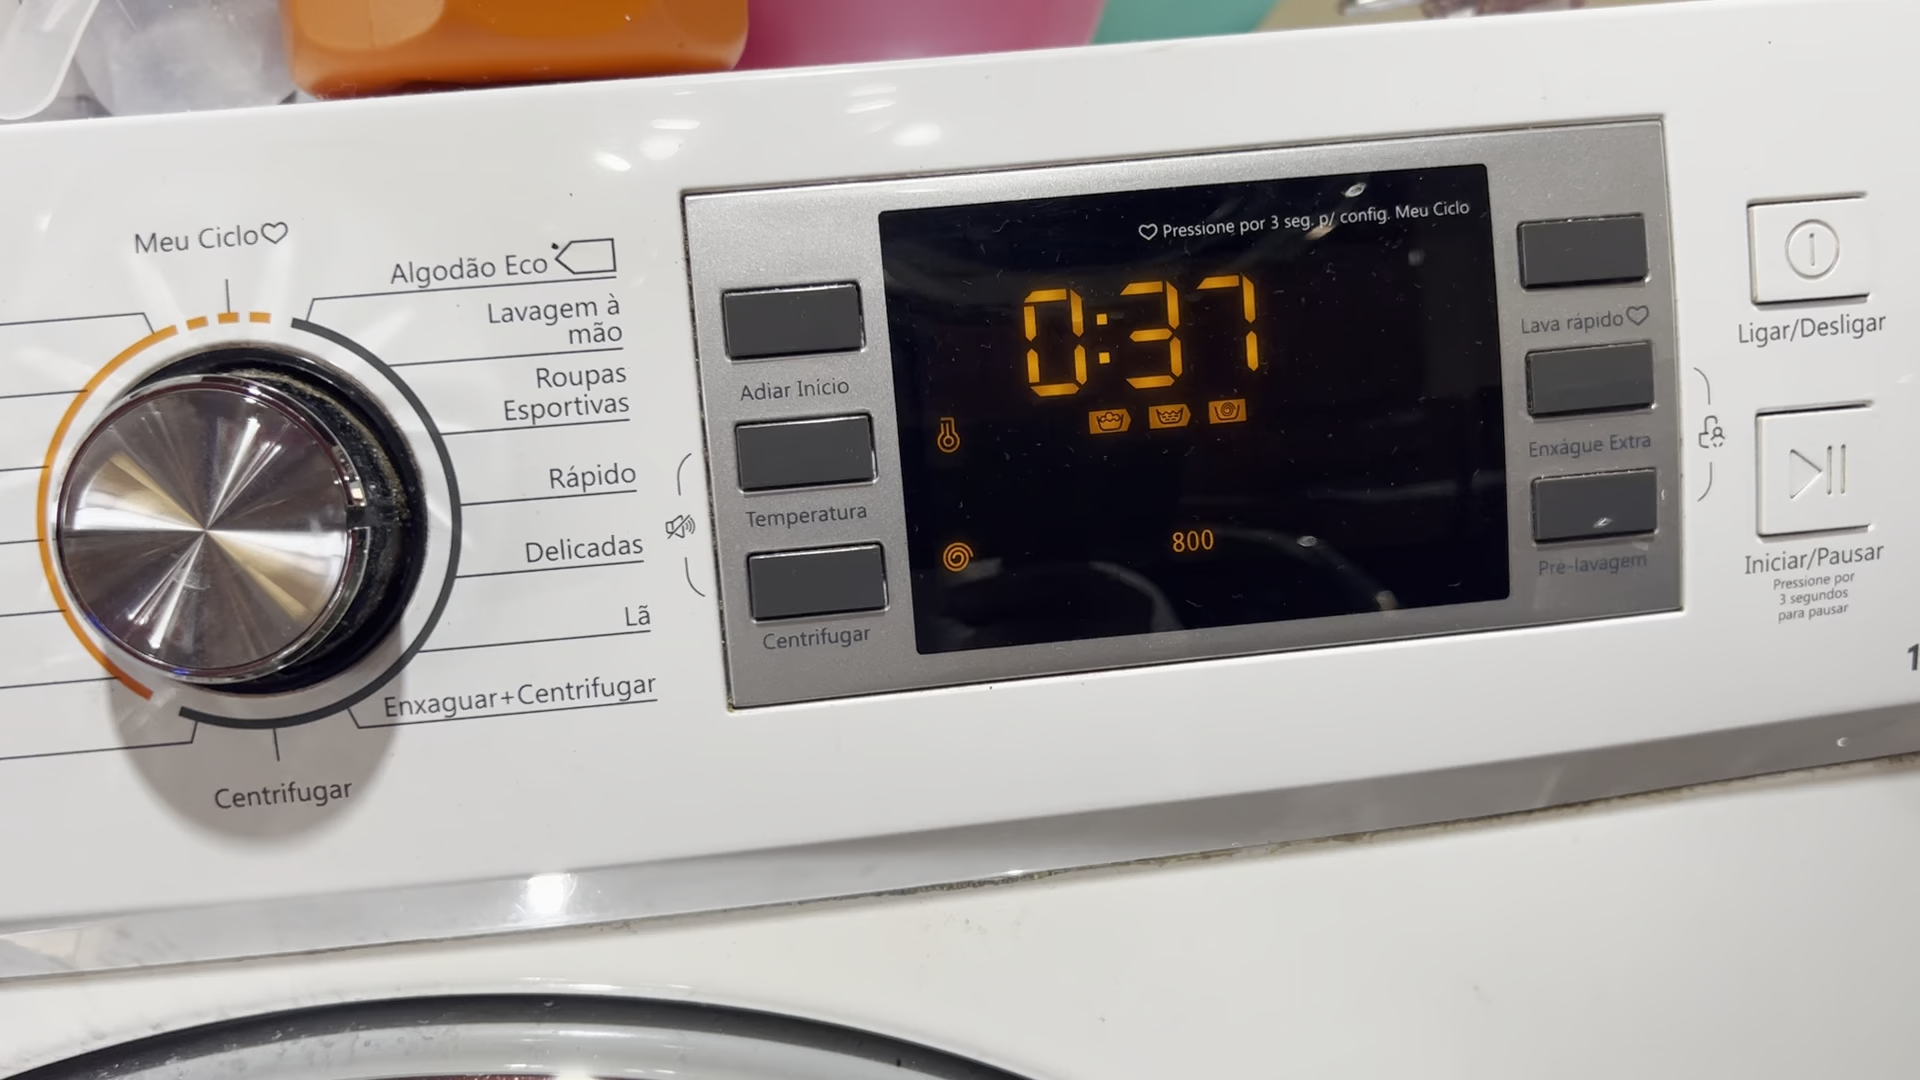 Meu Ciclo♡
Algodão Eco
Lavagem à
mão
Roupas
Esportivas
Rápido
Delicadas
Lã
Enxaguar+Centrifugar
Centrifugar
Adiar Início
Temperatura
Centrifugar
♡ Pressione por 3 seg. p/ config. Meu Ciclo
0:37
800
Lava rápido♡
Enxágue Extra
Pré-lavagem
Ligar/Desligar
Iniciar/Pausar
Pressione por
3 segundos
para pausar
1